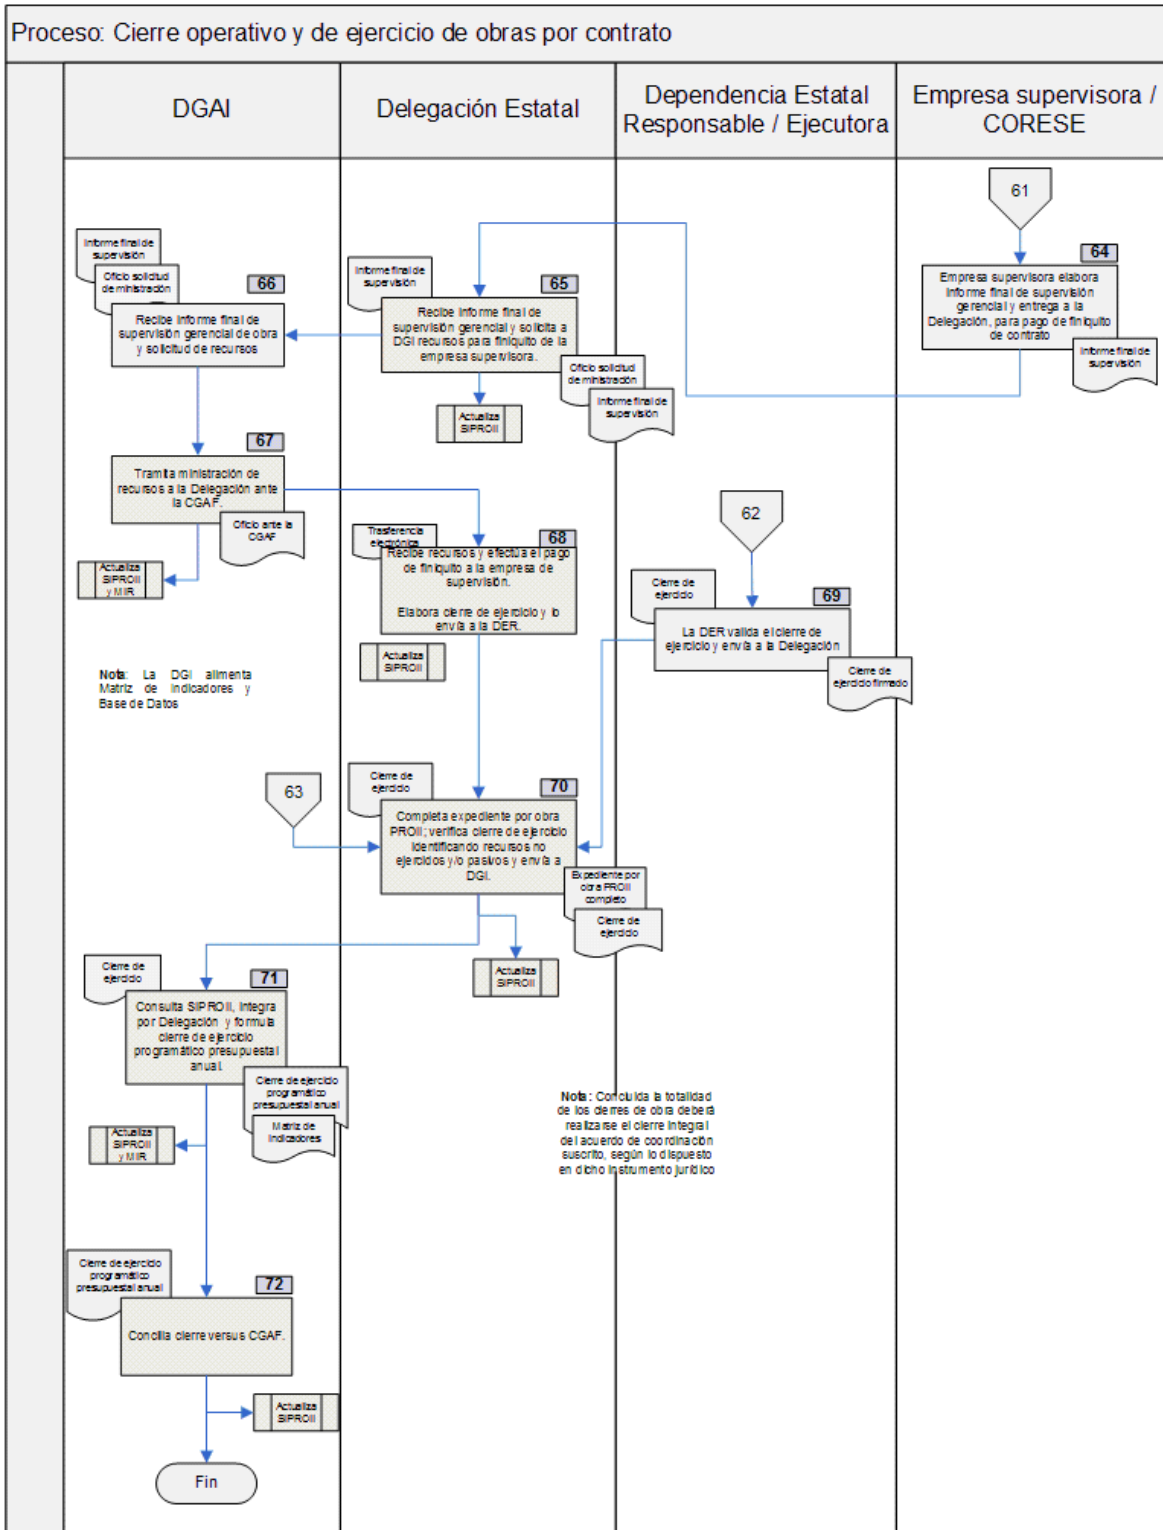 Proceso: Cierre operativo y de ejercicio de obras por contrato
DGAI
Delegación Estatal
Dependencia Estatal
Responsable / Ejecutora
Empresa supervisora /
CORESE
61
64
Empresa supervisora elabora
informe final de supervisión
gerencial y entrega a la
Delegación, para pago de finiquito
de contrato
Informe final de
supervisión
Informe final de
supervisión
65
Recibe informe final de
supervisión gerencial y solicita a
DGI recursos para finiquito de la
empresa supervisora.
Oficio solicitud
de ministración
Informe final de
supervisión
Actualiza
SIPROII
Informe final de
supervisión
Oficio solicitud
de ministración
66
Recibe informe final de
supervisión gerencial de obra
y solicitud de recursos
67
Tramita ministración de
recursos a la Delegación ante
la CGAF.
Oficio ante la
CGAF
Actualiza
SIPROII
y MIR
Nota: La DGI alimenta
Matriz de Indicadores y
Base de Datos
Trasferencia
electrónica
68
Recibe recursos y efectúa el pago
de finiquito a la empresa de
supervisión.
Elabora cierre de ejercicio y lo
envía a la DER.
Actualiza
SIPROII
62
Cierre de
ejercicio
69
La DER valida el cierre de
ejercicio y envía a la Delegación
Cierre de
ejercicio firmado
63
Cierre de
ejercicio
70
Completa expediente por obra
PROII; verifica cierre de ejercicio
identificando recursos no
ejercidos y/o pasivos y envía a
DGI.
Expediente por
obra PROII
completo
Cierre de
ejercicio
Actualiza
SIPROII
Cierre de
ejercicio
71
Consulta SIPROII, integra
por Delegación y formula
cierre de ejercicio
programático presupuestal
anual.
Cierre de ejercicio
programático
presupuestal anual
Matriz de
Indicadores
Actualiza
SIPROII
y MIR
Nota: Concluida la totalidad
de los cierres de obra deberá
realizarse el cierre integral
del acuerdo de coordinación
suscrito, según lo dispuesto
en dicho instrumento jurídico
Cierre de ejercicio
programático
presupuestal anual
72
Concilia cierre versus CGAF.
Actualiza
SIPROII
Fin